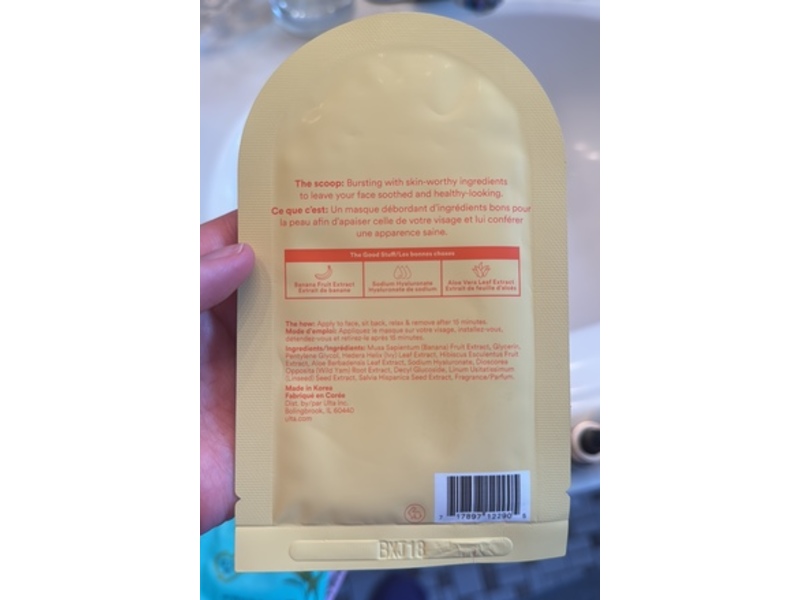 The scoop: Bursting with skin-worthy ingredients
to leave your face soothed and healthy-looking.
Ce que c'est: Un masque débordant d'ingrédients bons pour
la peau afin d'apaiser celle de votre visage et lui conférer
une apparence saine.
The Good Stuff/Les bonnes choses
Banana Fruit Extract
Extrait de banane
Sodium Hyaluronate
Hyaluronate de sodium
Aloe Vera Leaf Extract
Extrait de feuille d'aloès
The how: Apply to face, sit back, relax & remove after 15 minutes.
Mode d'emploi: Appliquez le masque sur votre visage, installez-vous,
détendez-vous et retirez-le après 15 minutes.
Ingredients/Ingrédients: Musa Sapientum (Banana) Fruit Extract, Glycerin,
Pentylene Glycol, Hedera Helix (Ivy) Leaf Extract, Hibiscus Esculentus Fruit
Extract, Aloe Barbadensis Leaf Extract, Sodium Hyaluronate, Dioscorea
Opposita (Wild Yam) Root Extract, Decyl Glucoside, Linum Usitatissimum
(Linseed) Seed Extract, Salvia Hispanica Seed Extract, Fragrance/Parfum.
Made in Korea
Fabriqué en Corée
Dist. by/par Ulta Inc.
Bolingbrook, IL 60440
ulta.com
7 17897 12290 5
BXJ18